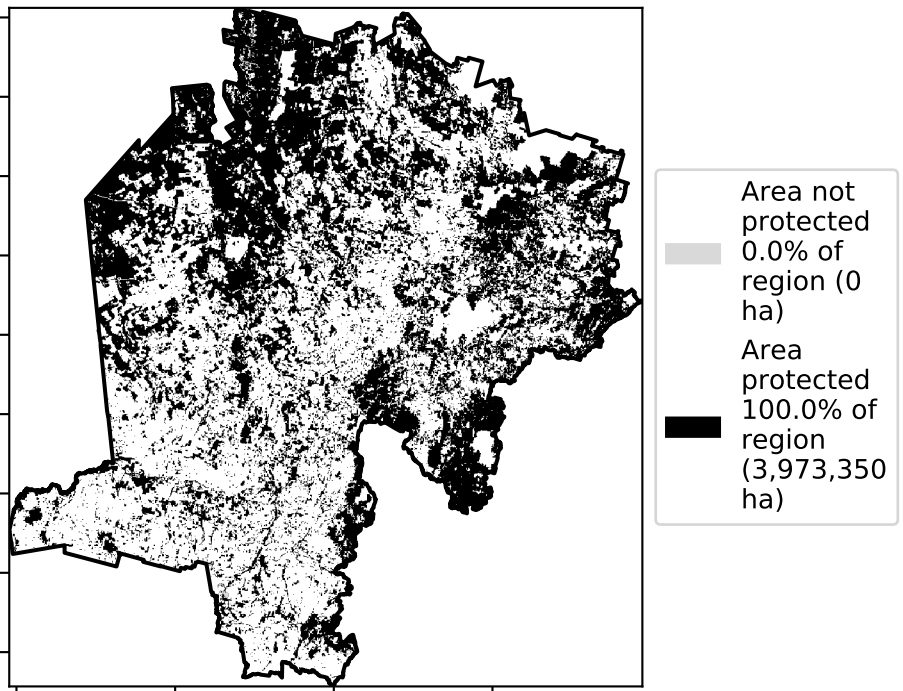 Area not
protected
0.0% of
region (0
ha)
Area
protected
100.0% of
region
(3,973,350
ha)